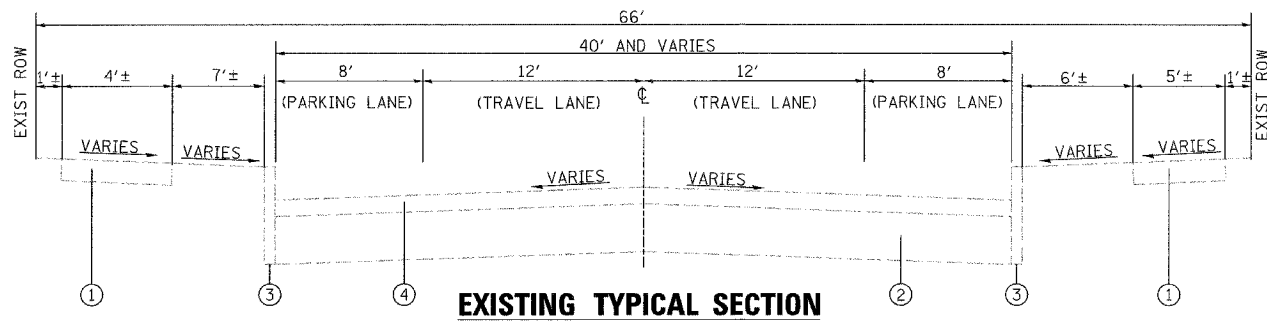 66'
40' AND VARIES
EXIST ROW
1'± 4'± 7'± 8' 12' 12' 8' 6'± 5'± 1'±
EXIST ROW
(PARKING LANE) (TRAVEL LANE) ℄ (TRAVEL LANE) (PARKING LANE)
VARIES VARIES VARIES VARIES VARIES VARIES
1 3 4 2 3 1
EXISTING TYPICAL SECTION